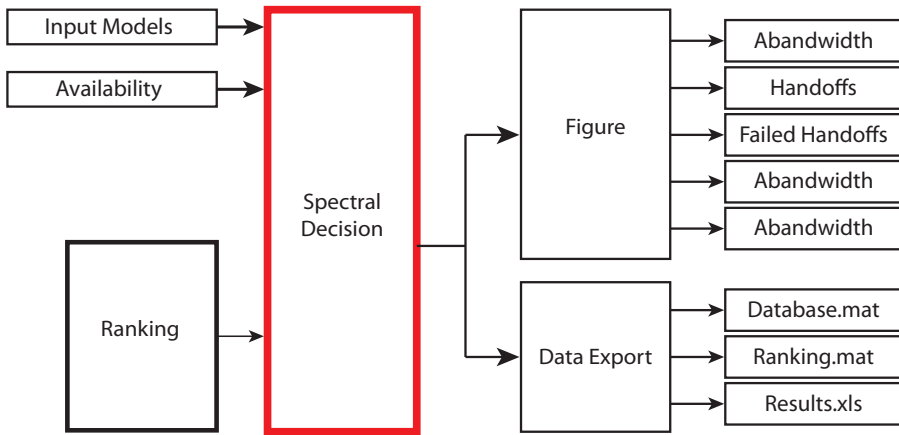 Input Models
Availability
Ranking
Spectral
Decision
Figure
Data Export
Abandwidth
Handoffs
Failed Handoffs
Abandwidth
Abandwidth
Database.mat
Ranking.mat
Results.xls